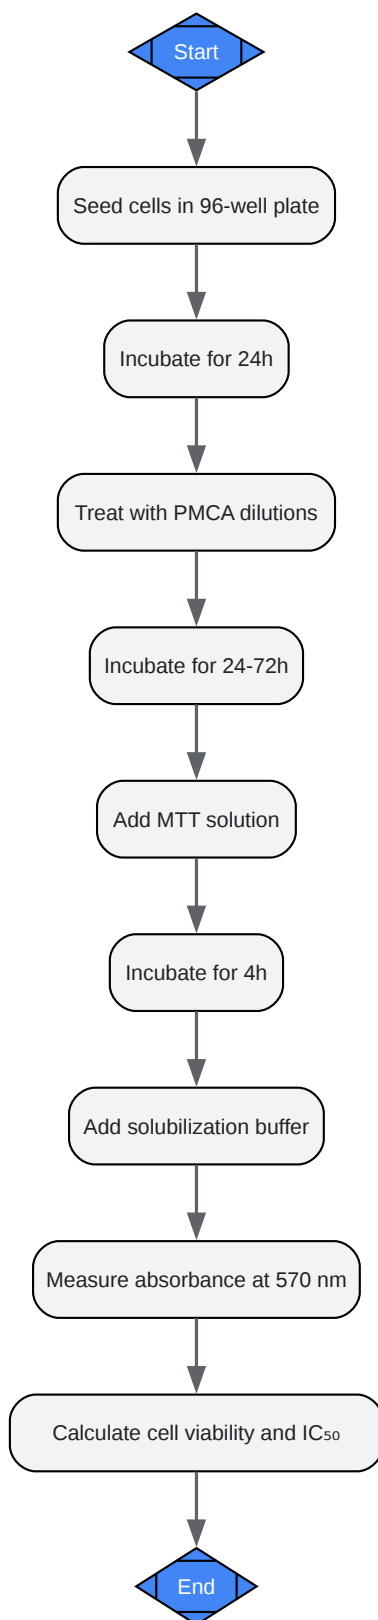 Start
Seed cells in 96-well plate
Incubate for 24h
Treat with PMCA dilutions
Incubate for 24-72h
Add MTT solution
Incubate for 4h
Add solubilization buffer
Measure absorbance at 570 nm
Calculate cell viability and IC₅₀
End